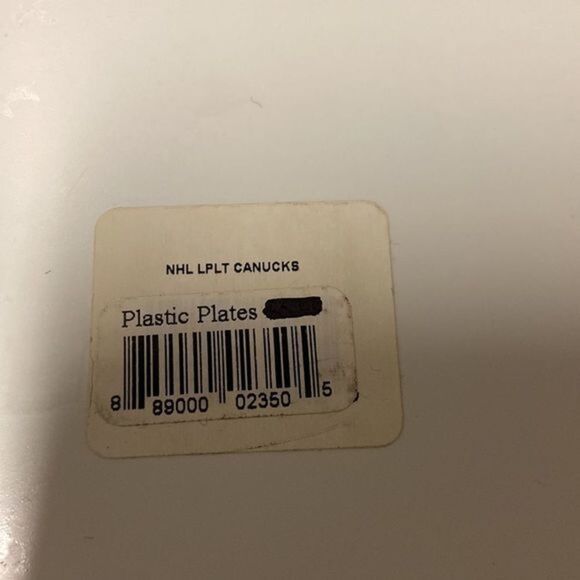 NHL LPLT CANUCKS
Plastic Plates
8 89000 02350 5